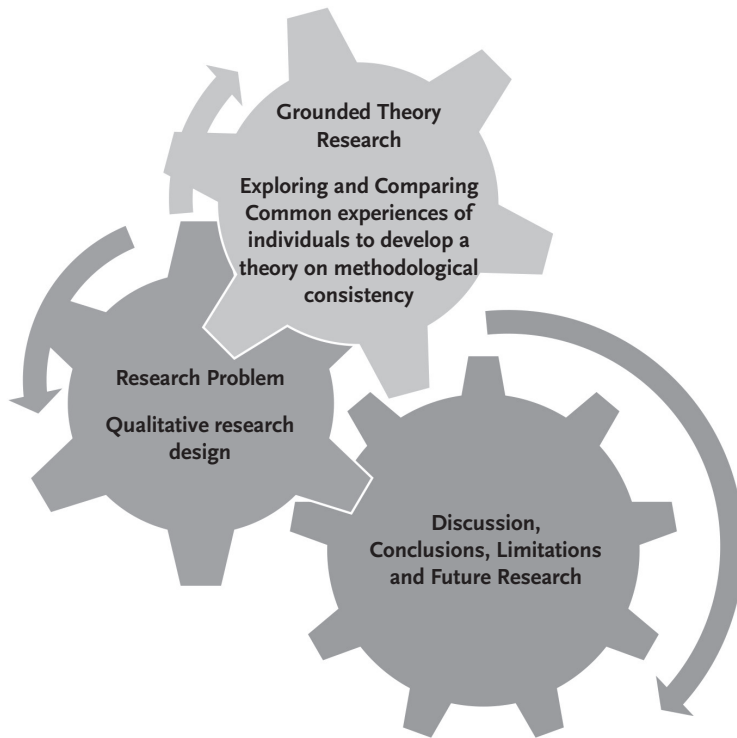 Grounded Theory
Research
Exploring and Comparing
Common experiences of
individuals to develop a
theory on methodological
consistency
Research Problem
Qualitative research
design
Discussion,
Conclusions, Limitations
and Future Research